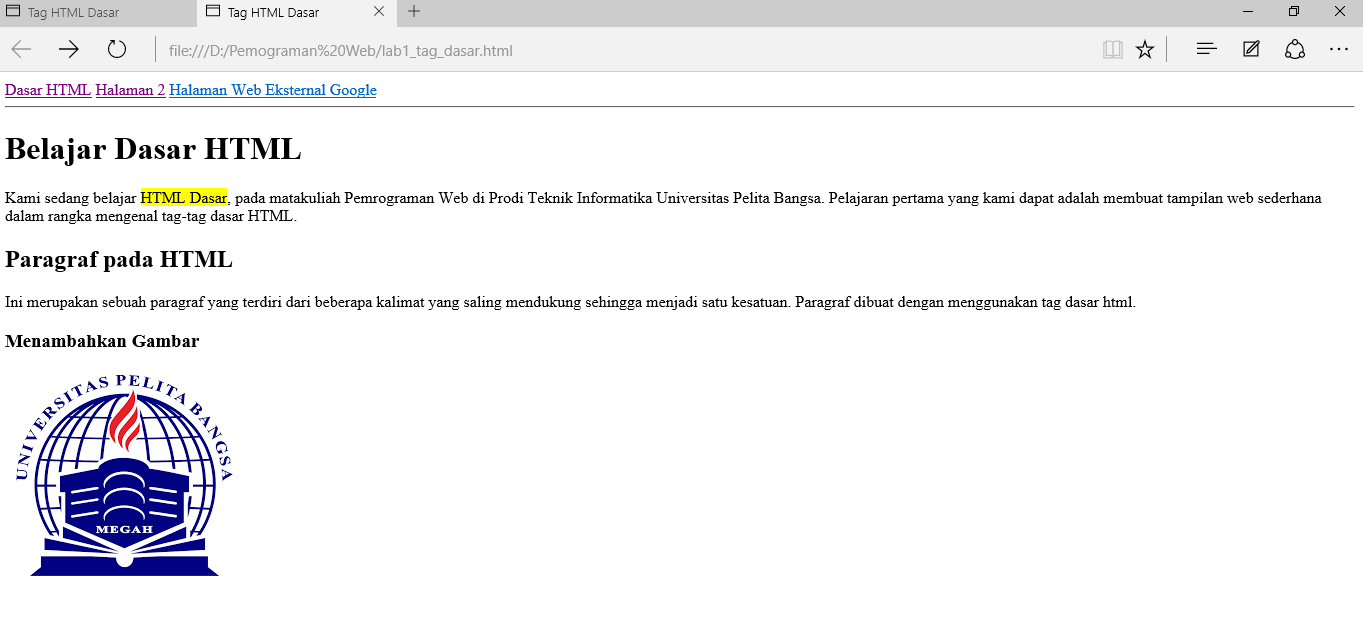 Tag HTML Dasar
Tag HTML Dasar
file:///D:/Pemograman%20Web/lab1_tag_dasar.html
Dasar HTML Halaman 2 Halaman Web Eksternal Google
Belajar Dasar HTML
Kami sedang belajar HTML Dasar, pada matakuliah Pemrograman Web di Prodi Teknik Informatika Universitas Pelita Bangsa. Pelajaran pertama yang kami dapat adalah membuat tampilan web sederhana
dalam rangka mengenal tag-tag dasar HTML.
Paragraf pada HTML
Ini merupakan sebuah paragraf yang terdiri dari beberapa kalimat yang saling mendukung sehingga menjadi satu kesatuan. Paragraf dibuat dengan menggunakan tag dasar html.
Menambahkan Gambar
UNIVERSITAS PELITA BANGSA
MEGAH